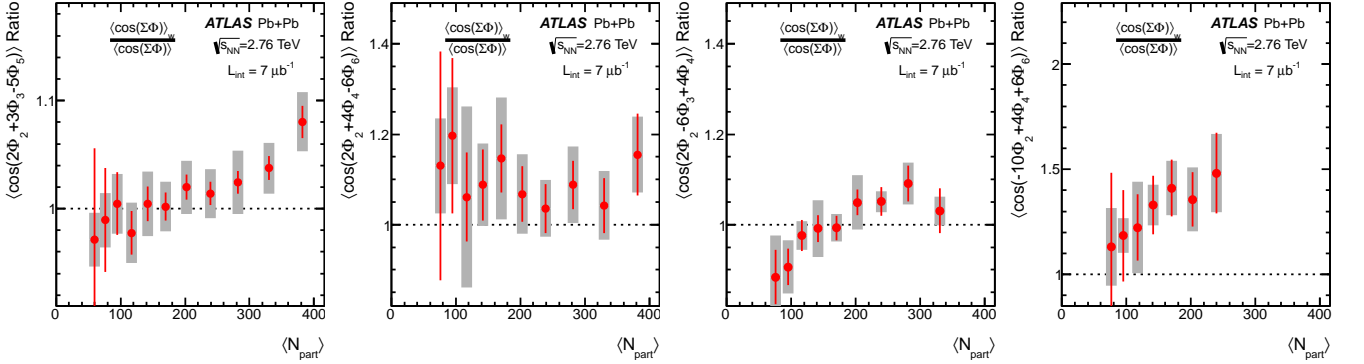 ⟨cos(2Φ₂+3Φ₃-5Φ₅)⟩ Ratio
⟨cos(ΣΦ)⟩_w
⟨cos(ΣΦ)⟩
ATLAS Pb+Pb
√s_NN=2.76 TeV
L_int = 7 μb⁻¹
1.1
1
0 100 200 300 400
⟨N_part⟩
⟨cos(2Φ₂+4Φ₄-6Φ₆)⟩ Ratio
⟨cos(ΣΦ)⟩_w
⟨cos(ΣΦ)⟩
ATLAS Pb+Pb
√s_NN=2.76 TeV
L_int = 7 μb⁻¹
1.4
1.2
1
0 100 200 300 400
⟨N_part⟩
⟨cos(2Φ₂-6Φ₃+4Φ₄)⟩ Ratio
⟨cos(ΣΦ)⟩_w
⟨cos(ΣΦ)⟩
ATLAS Pb+Pb
√s_NN=2.76 TeV
L_int = 7 μb⁻¹
1.4
1.2
1
0 100 200 300 400
⟨N_part⟩
⟨cos(-10Φ₂+4Φ₄+6Φ₆)⟩ Ratio
⟨cos(ΣΦ)⟩_w
⟨cos(ΣΦ)⟩
ATLAS Pb+Pb
√s_NN=2.76 TeV
L_int = 7 μb⁻¹
2
1.5
1
0 100 200 300 400
⟨N_part⟩